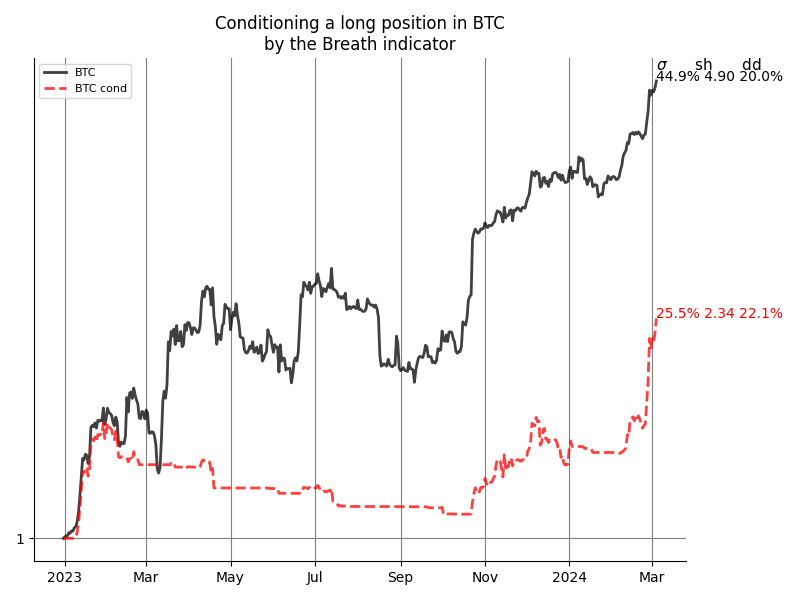 Conditioning a long position in BTC
by the Breath indicator
σ sh dd
44.9% 4.90 20.0%
BTC
BTC cond
25.5% 2.34 22.1%
1
2023 Mar May Jul Sep Nov 2024 Mar